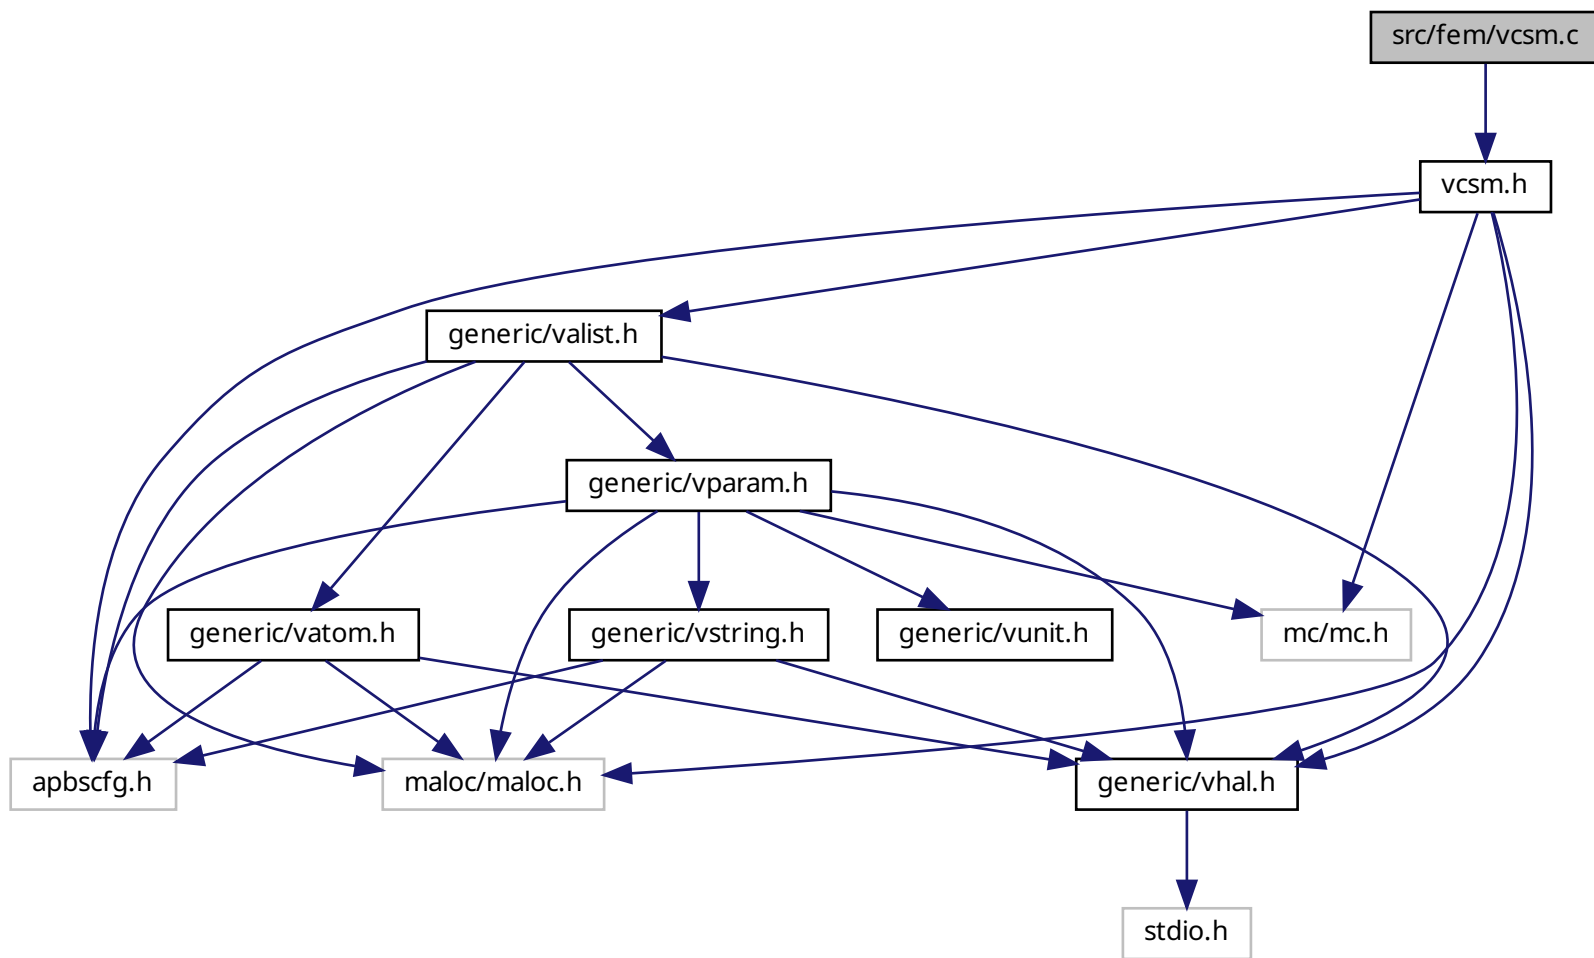 src/fem/vcsm.c
vcsm.h
generic/valist.h
generic/vparam.h
generic/vatom.h
generic/vstring.h
generic/vunit.h
mc/mc.h
apbscfg.h
maloc/maloc.h
generic/vhal.h
stdio.h